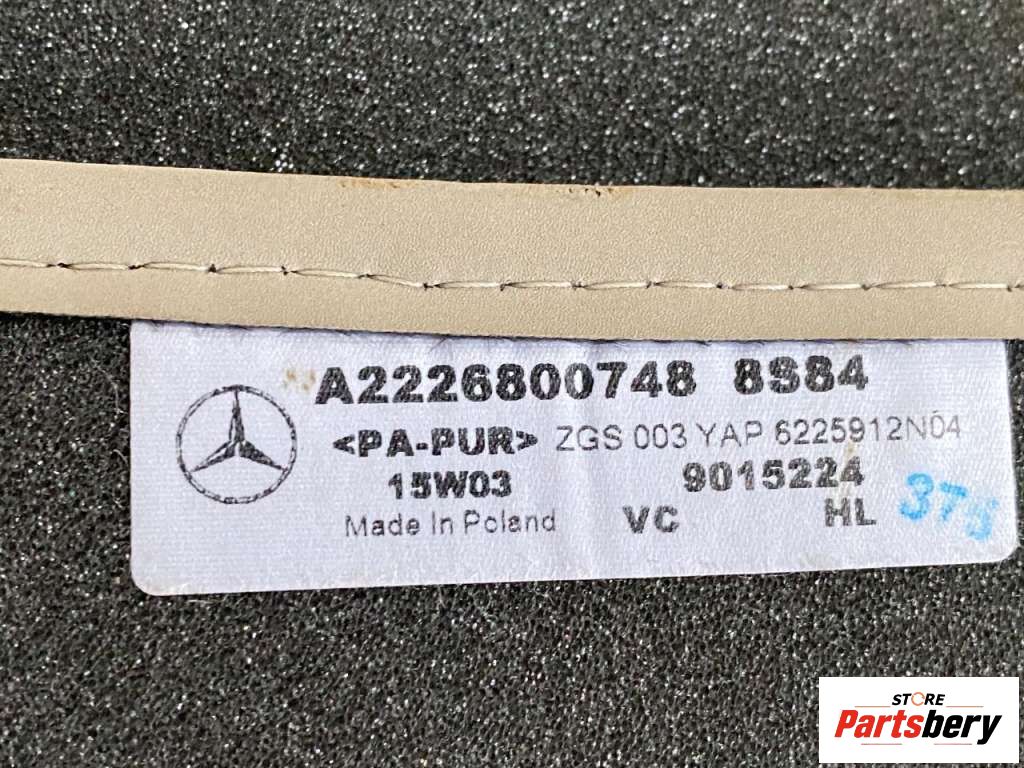 A2226800748 8S84
<PA-PUR> ZGS 003 YAP 6225912N04
15W03 9015224
Made In Poland VC HL
STORE
Partsbery